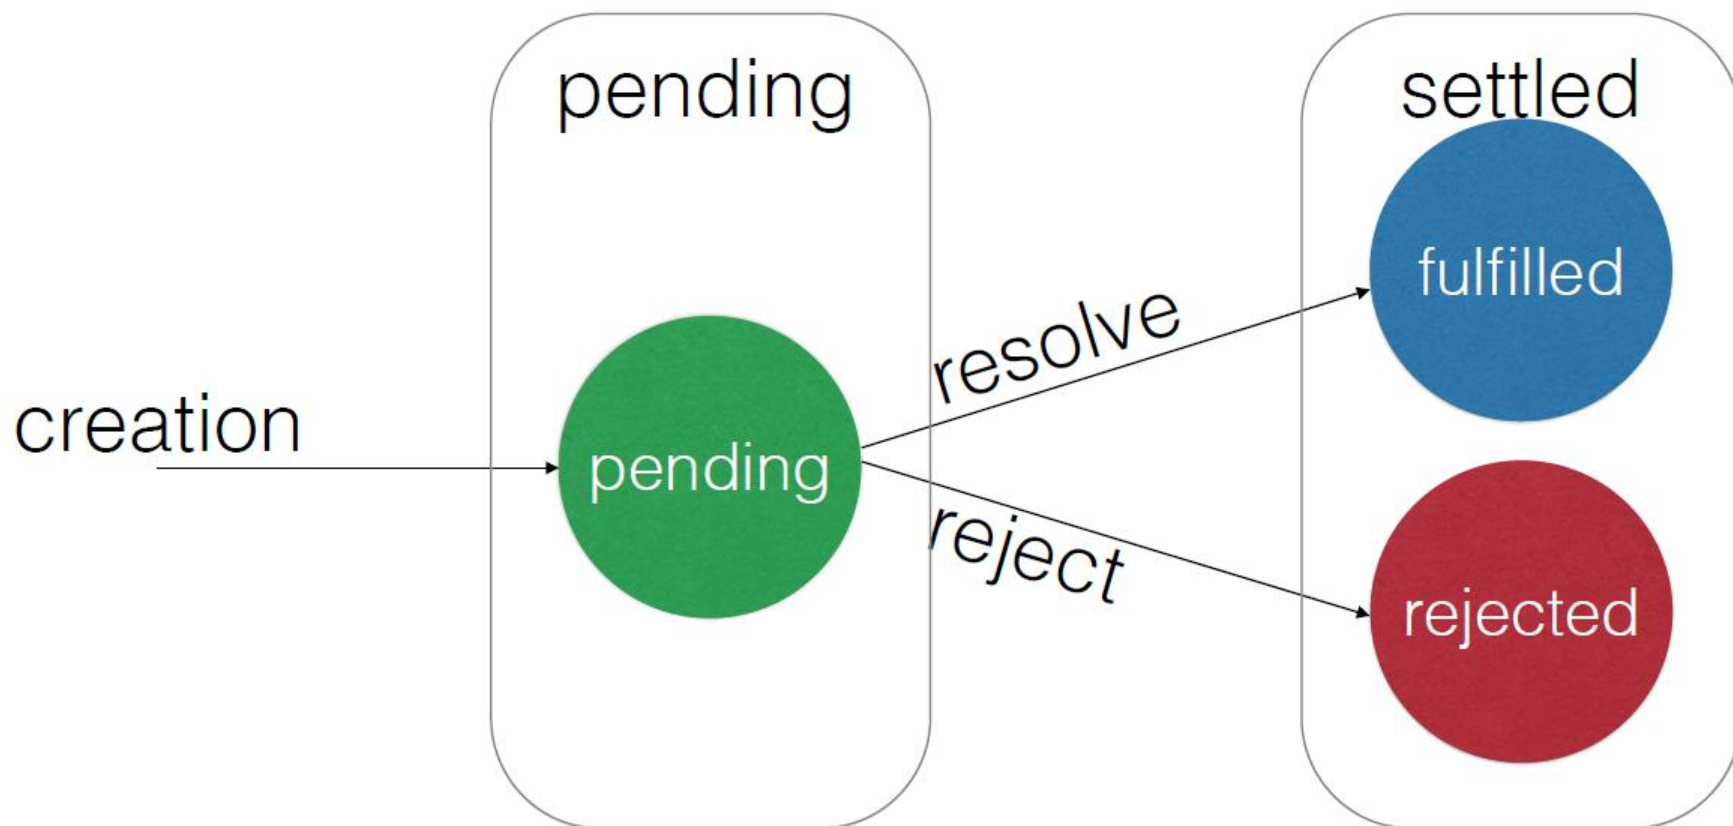 pending
settled
fulfilled
resolve
creation
pending
reject
rejected